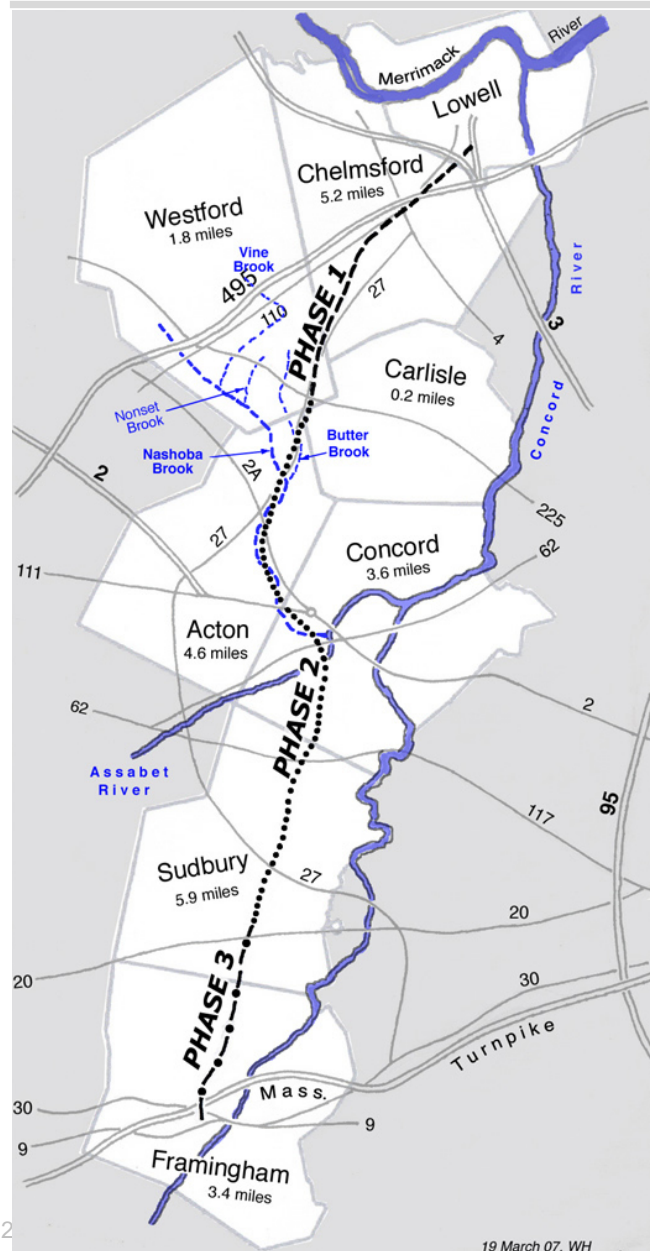 River
Merrimack
Lowell
Chelmsford
5.2 miles
Westford
1.8 miles
Vine
Brook
495
110
PHASE 1
27
4
3
River
Concord
Carlisle
0.2 miles
Nonset
Brook
Nashoba
Brook
Butter
Brook
2
2A
27
225
62
111
Concord
3.6 miles
Acton
4.6 miles
PHASE 2
62
2
Assabet
River
95
117
Sudbury
5.9 miles
27
20
20
PHASE 3
30
Turnpike
Mass.
30
9
9
Framingham
3.4 miles
2
19 March 07, WH